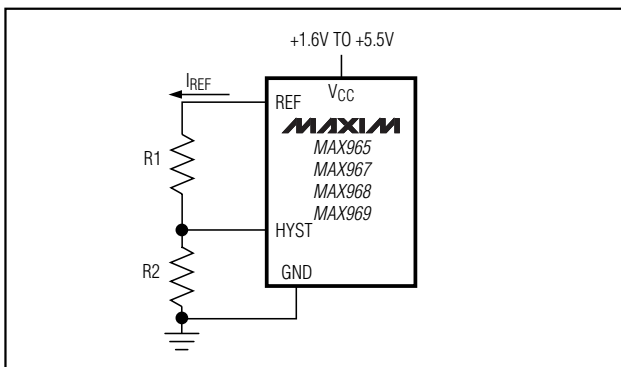 +1.6V TO +5.5V
IREF
REF
VCC
MAXIM
R1
MAX965
MAX967
MAX968
MAX969
HYST
R2
GND